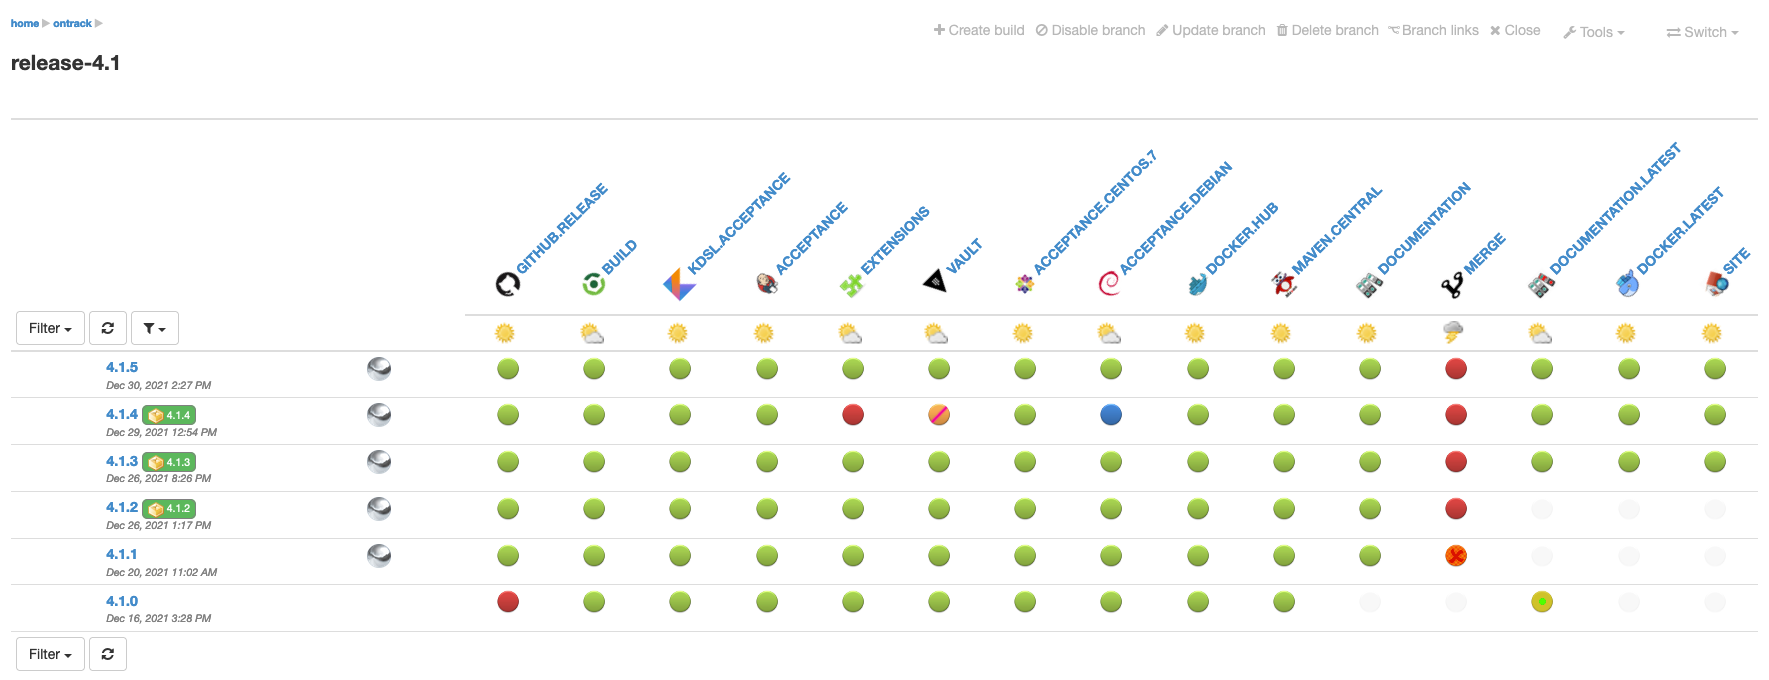 home ontrack
Create build Disable branch Update branch Delete branch Branch links Close Tools Switch
release-4.1
GITHUB.RELEASE
BUILD
KDSL.ACCEPTANCE
ACCEPTANCE
EXTENSIONS
VAULT
ACCEPTANCE.CENTOS.7
ACCEPTANCE.DEBIAN
DOCKER.HUB
MAVEN.CENTRAL
DOCUMENTATION
MERGE
DOCUMENTATION.LATEST
DOCKER.LATEST
SITE
Filter
4.1.5
Dec 30, 2021 2:27 PM
4.1.4 4.1.4
Dec 29, 2021 12:54 PM
4.1.3 4.1.3
Dec 26, 2021 8:26 PM
4.1.2 4.1.2
Dec 26, 2021 1:17 PM
4.1.1
Dec 20, 2021 11:02 AM
4.1.0
Dec 16, 2021 3:28 PM
Filter